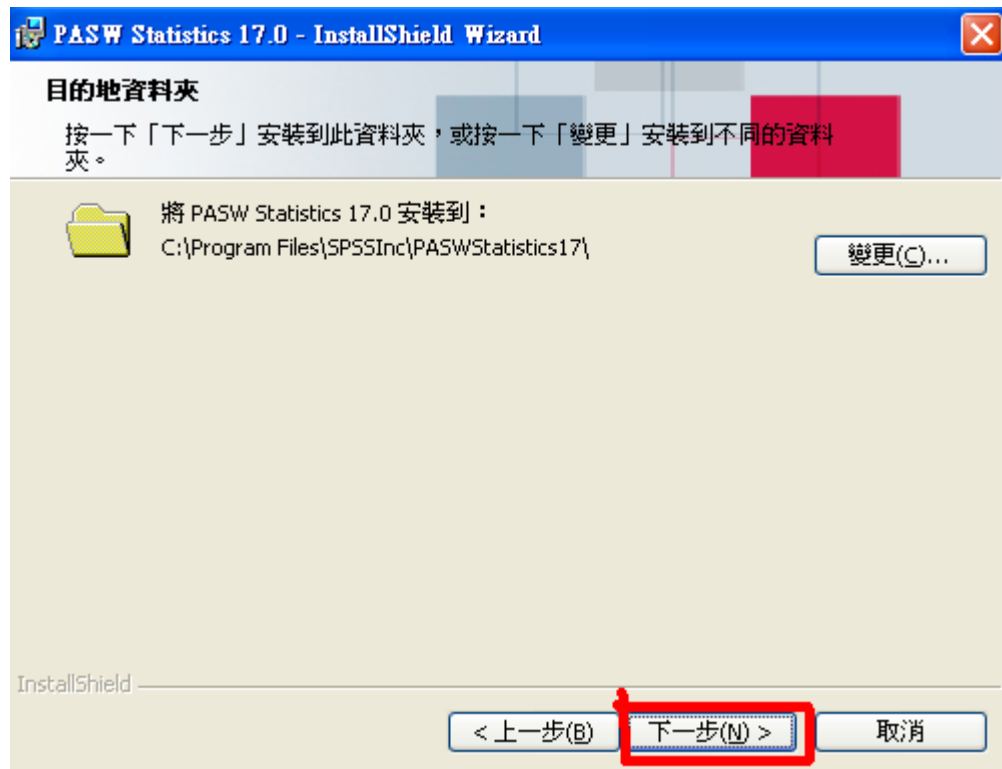 PASW Statistics 17.0 - InstallShield Wizard
目的地資料夾
按一下「下一步」安裝到此資料夾，或按一下「變更」安裝到不同的資料
夾。
將 PASW Statistics 17.0 安裝到：
C:\Program Files\SPSSInc\PASWStatistics17\
變更(C)...
InstallShield
< 上一步(B)
下一步(N) >
取消